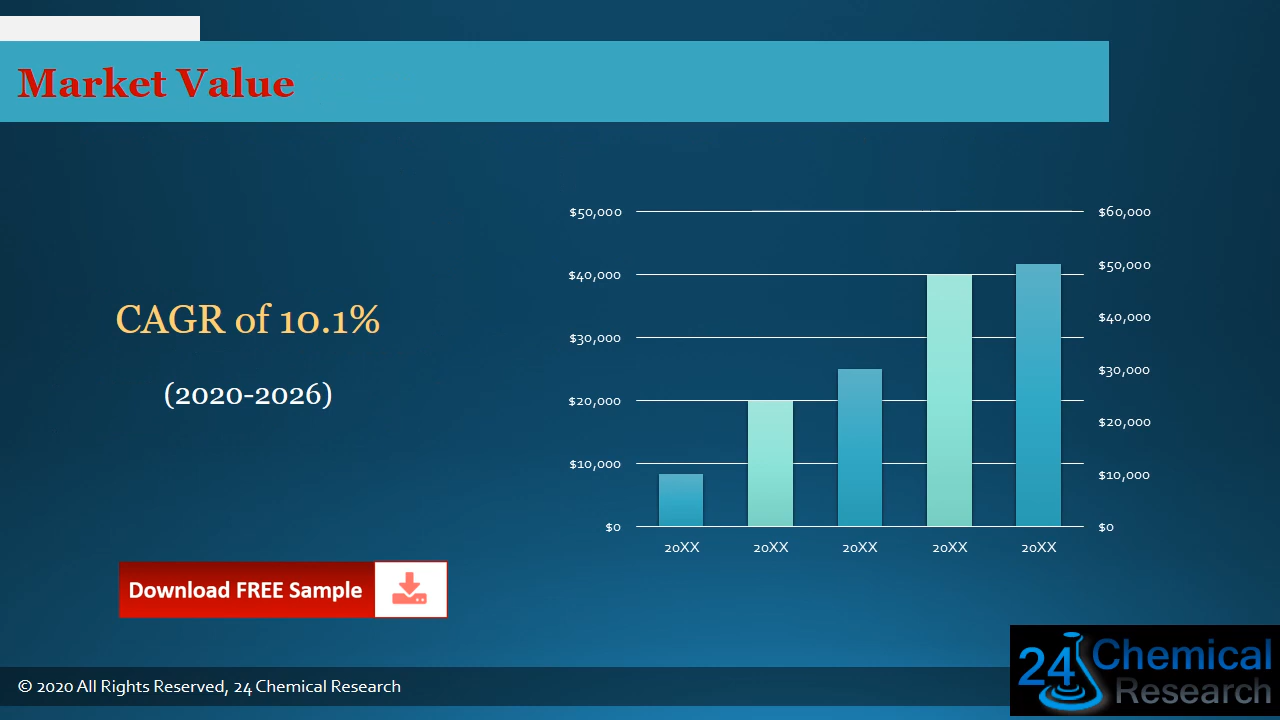 Market Value
CAGR of 10.1%
(2020-2026)
Download FREE Sample
$50,000
$40,000
$30,000
$20,000
$10,000
$0
$60,000
$50,000
$40,000
$30,000
$20,000
$10,000
$0
20XX 20XX 20XX 20XX 20XX
© 2020 All Rights Reserved, 24 Chemical Research
24 Chemical
Research